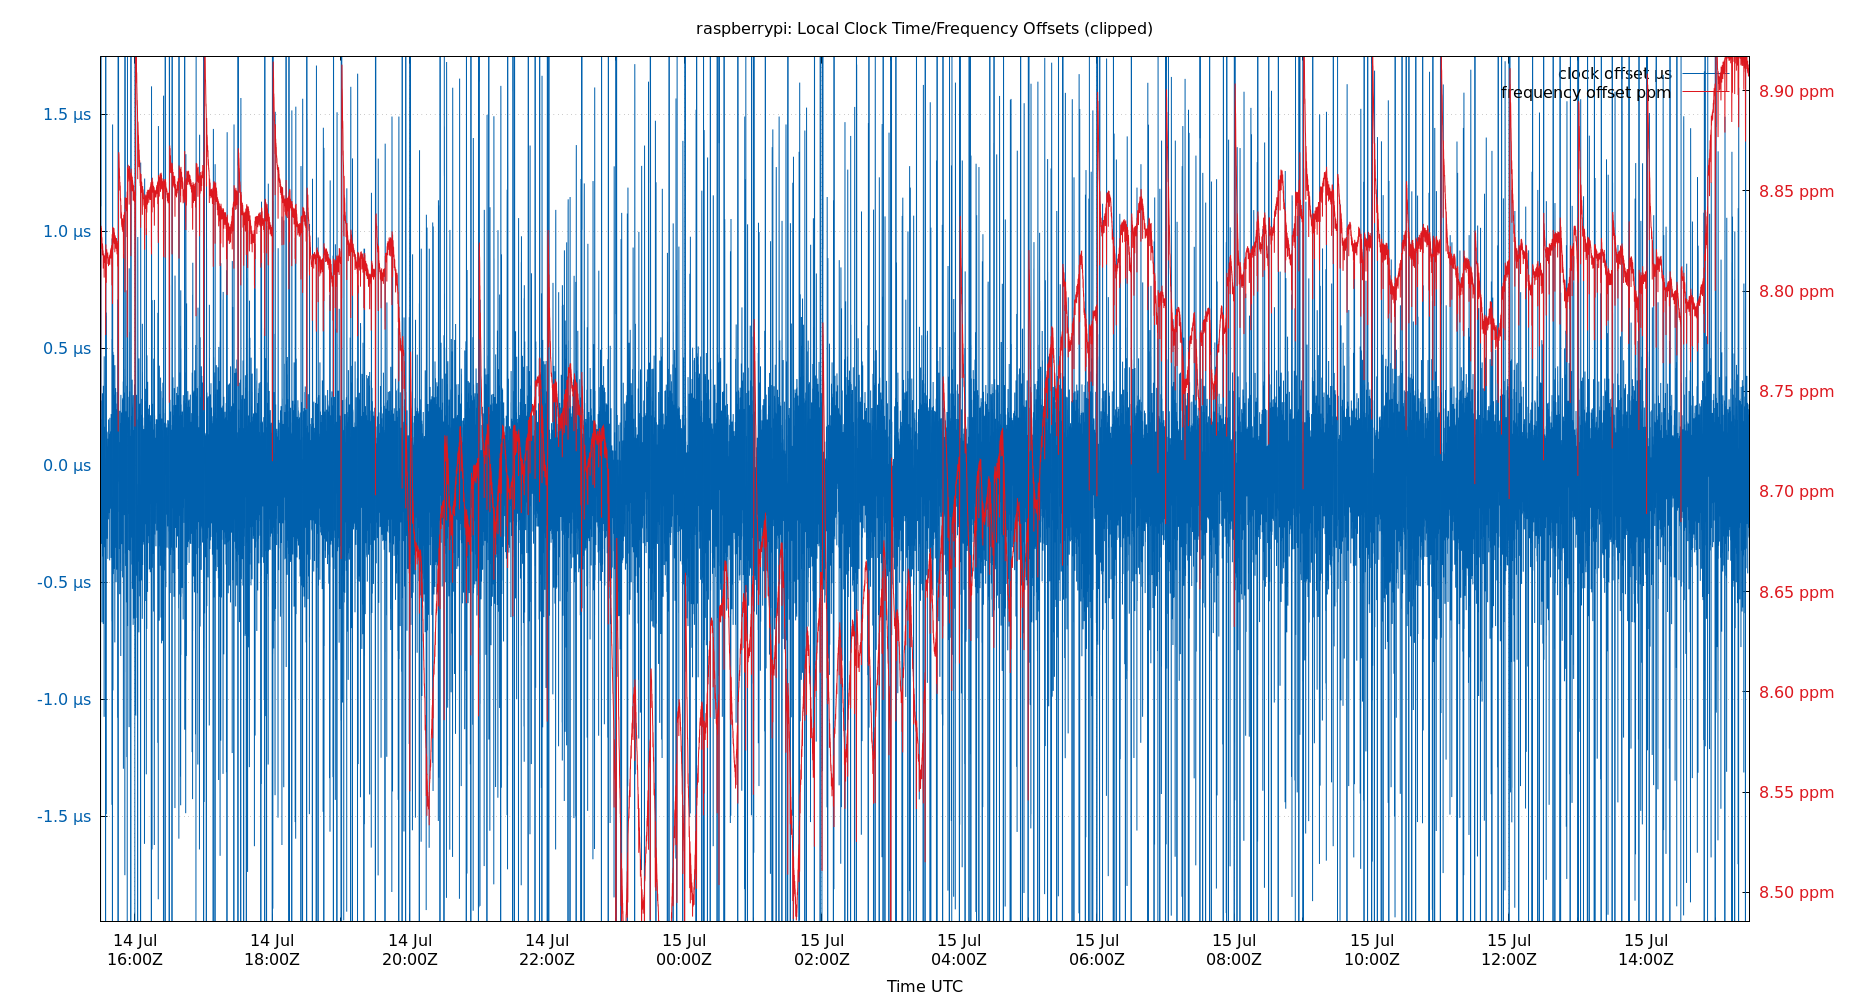 raspberrypi: Local Clock Time/Frequency Offsets (clipped)
clock offset µs
frequency offset ppm
1.5 µs
1.0 µs
0.5 µs
0.0 µs
-0.5 µs
-1.0 µs
-1.5 µs
8.90 ppm
8.85 ppm
8.80 ppm
8.75 ppm
8.70 ppm
8.65 ppm
8.60 ppm
8.55 ppm
8.50 ppm
14 Jul 14 Jul 14 Jul 14 Jul 15 Jul 15 Jul 15 Jul 15 Jul 15 Jul 15 Jul 15 Jul 15 Jul
16:00Z 18:00Z 20:00Z 22:00Z 00:00Z 02:00Z 04:00Z 06:00Z 08:00Z 10:00Z 12:00Z 14:00Z
Time UTC